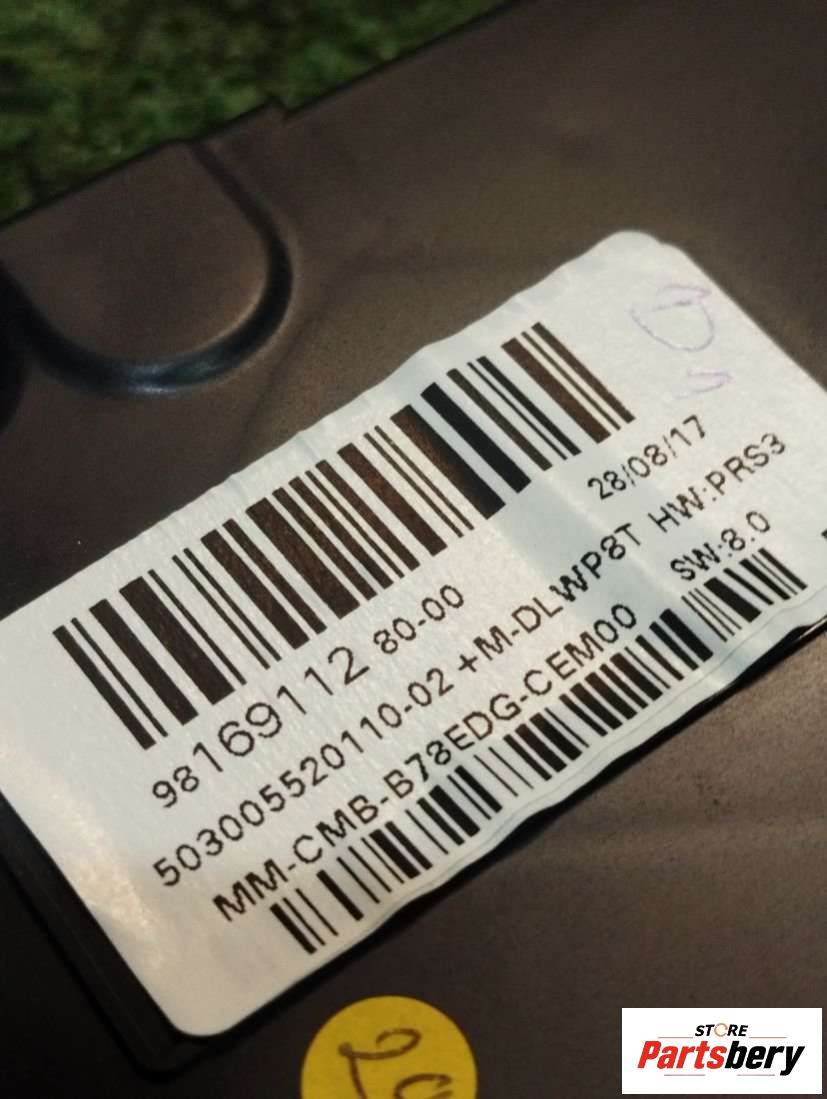 28/08/17
98169112 80-00
503005520110-02 +M-DLWP8T HW:PRS3
MM-CMB-B78EDG-CEM00 SW:8.0
STORE
Partsbery